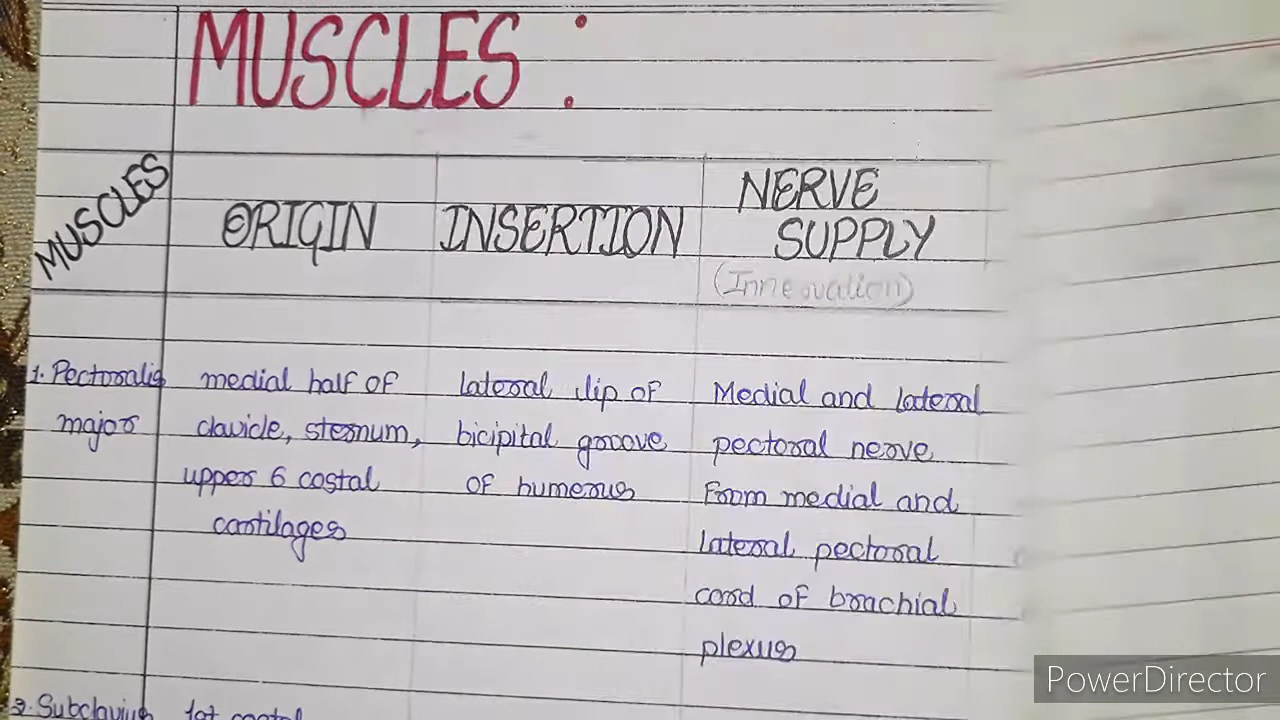 MUSCLES :
MUSCLES
ORIGIN
INSERTION
NERVE
SUPPLY
(Innervation)
1. Pectoralis
major
medial half of
clavicle, sternum,
upper 6 costal
cartilages
lateral lip of
bicipital groove
of humerus
Medial and lateral
pectoral nerve
From medial and
lateral pectoral
cord of brachial
plexus
2. Subclavius
1st costal
PowerDirector